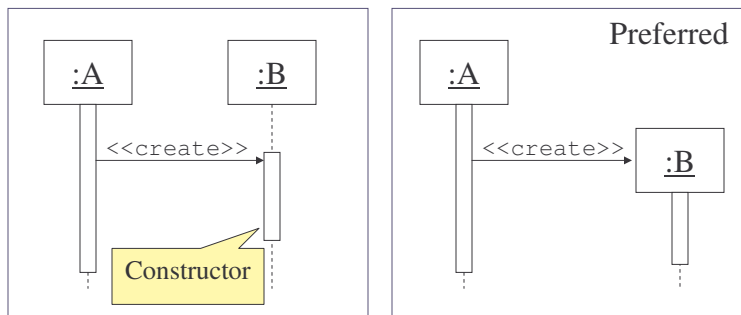 :A
:B
<<create>>
Constructor
Preferred
:A
<<create>>
:B